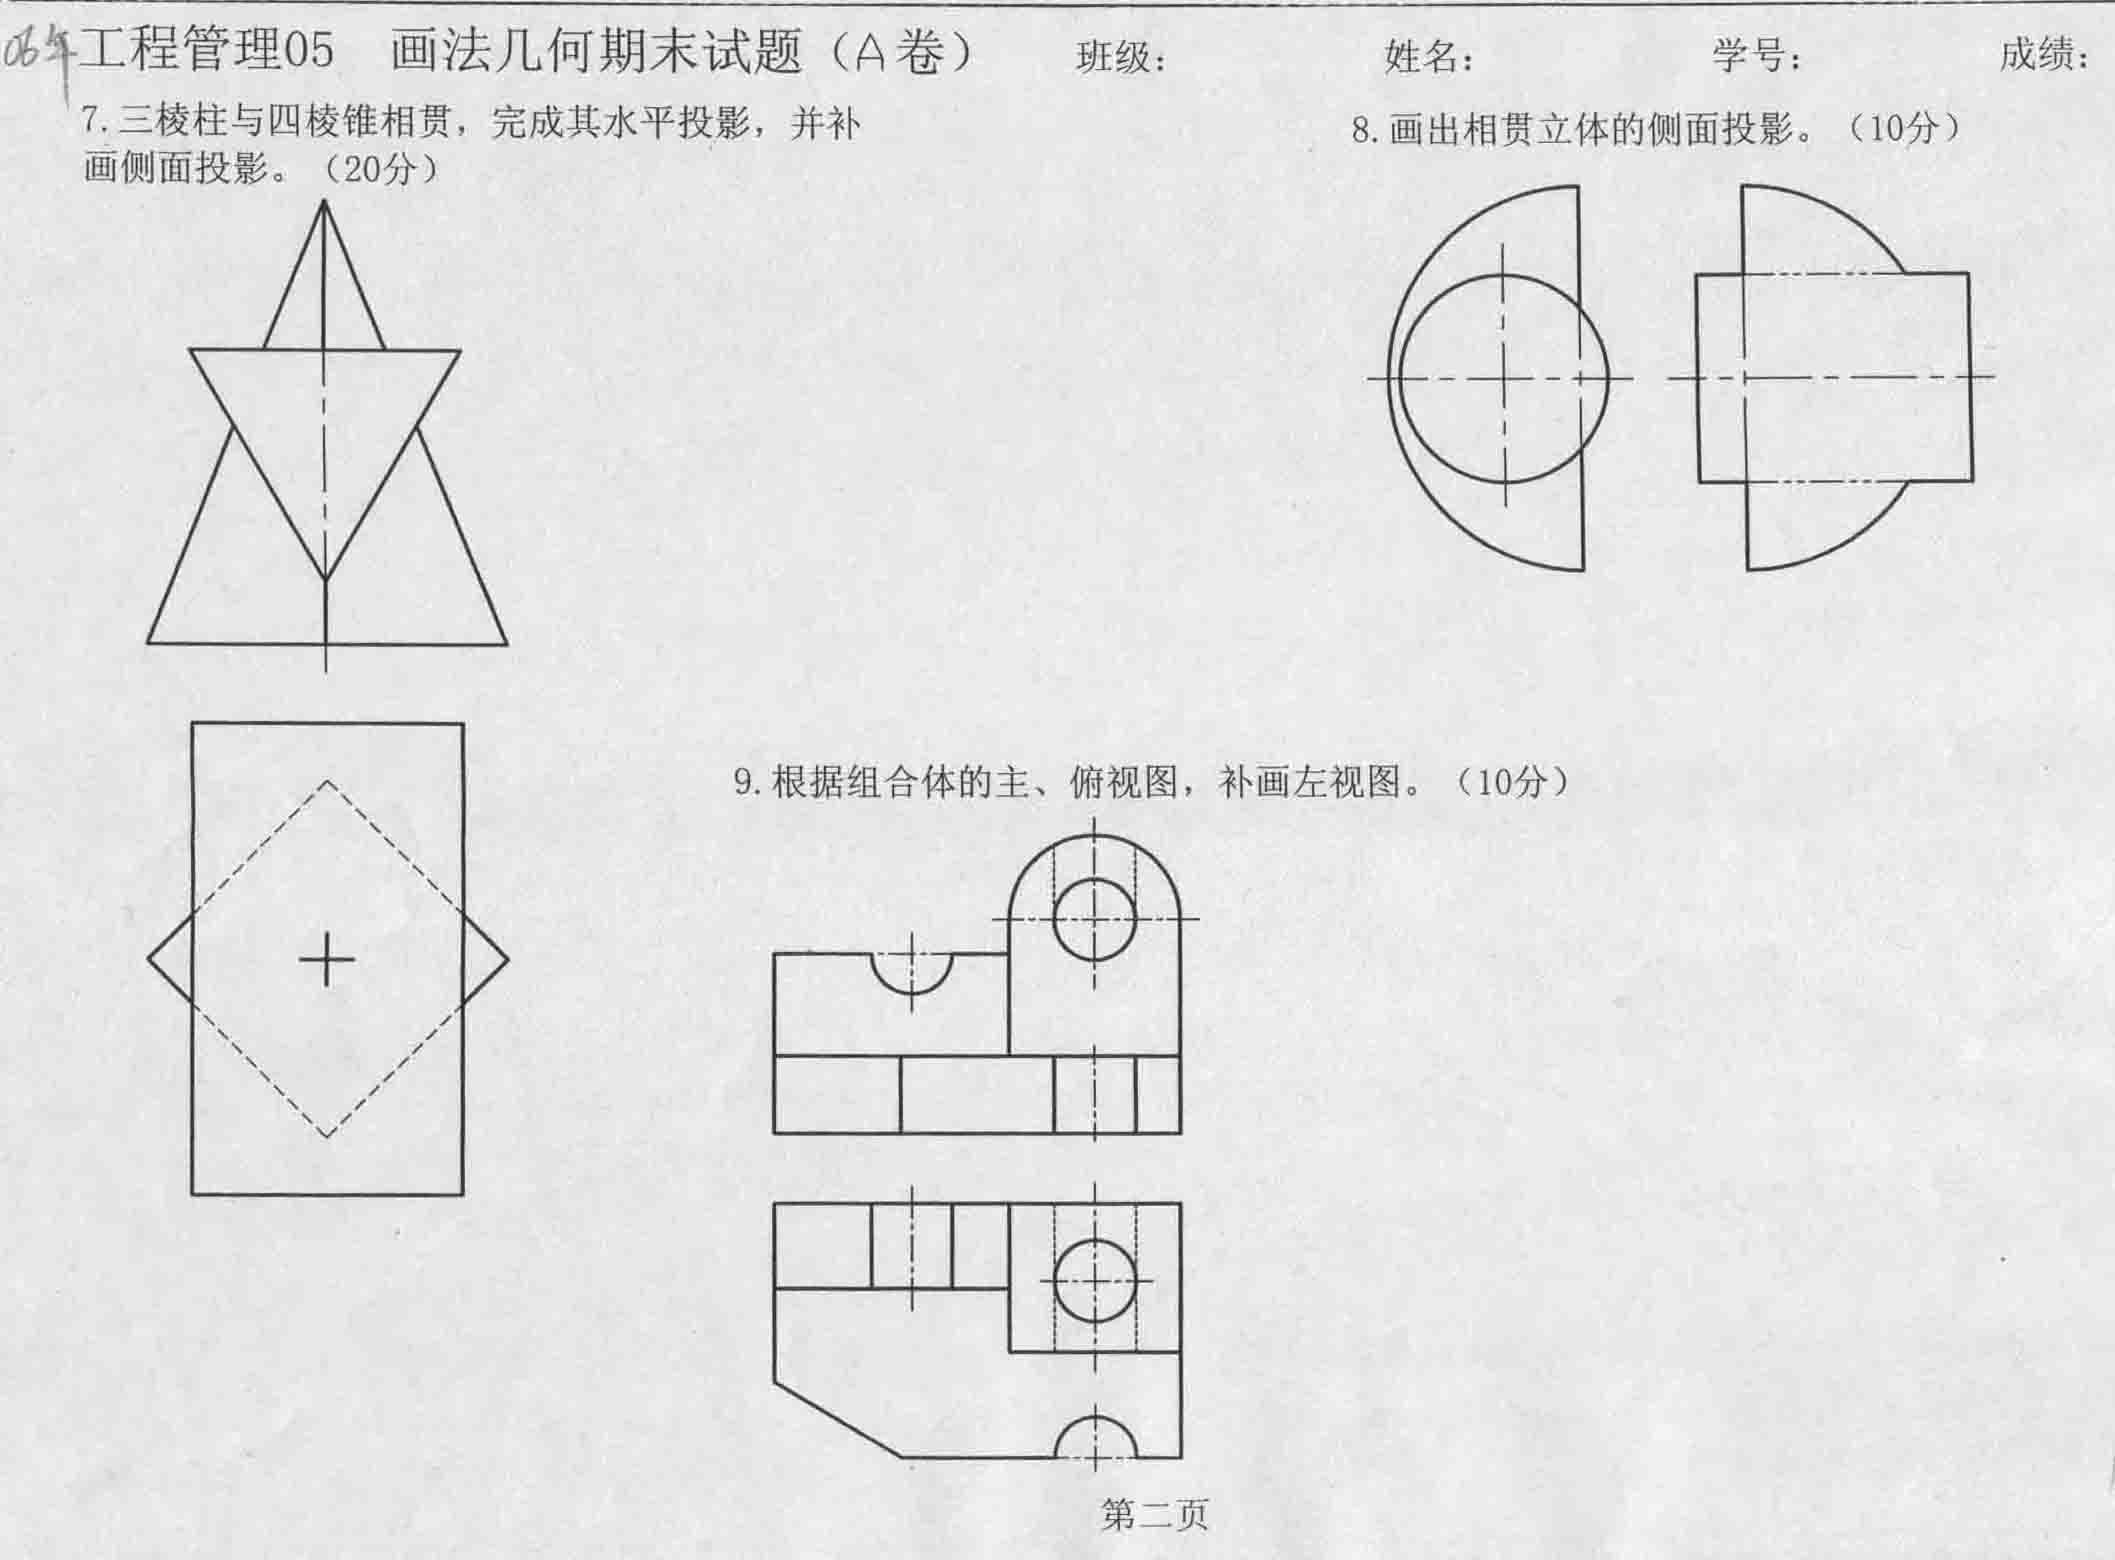 06年 工程管理05 画法几何期末试题（A卷） 班级： 姓名： 学号： 成绩：
7.三棱柱与四棱锥相贯，完成其水平投影，并补
画侧面投影。（20分）
8.画出相贯立体的侧面投影。（10分）
9.根据组合体的主、俯视图，补画左视图。（10分）
第二页